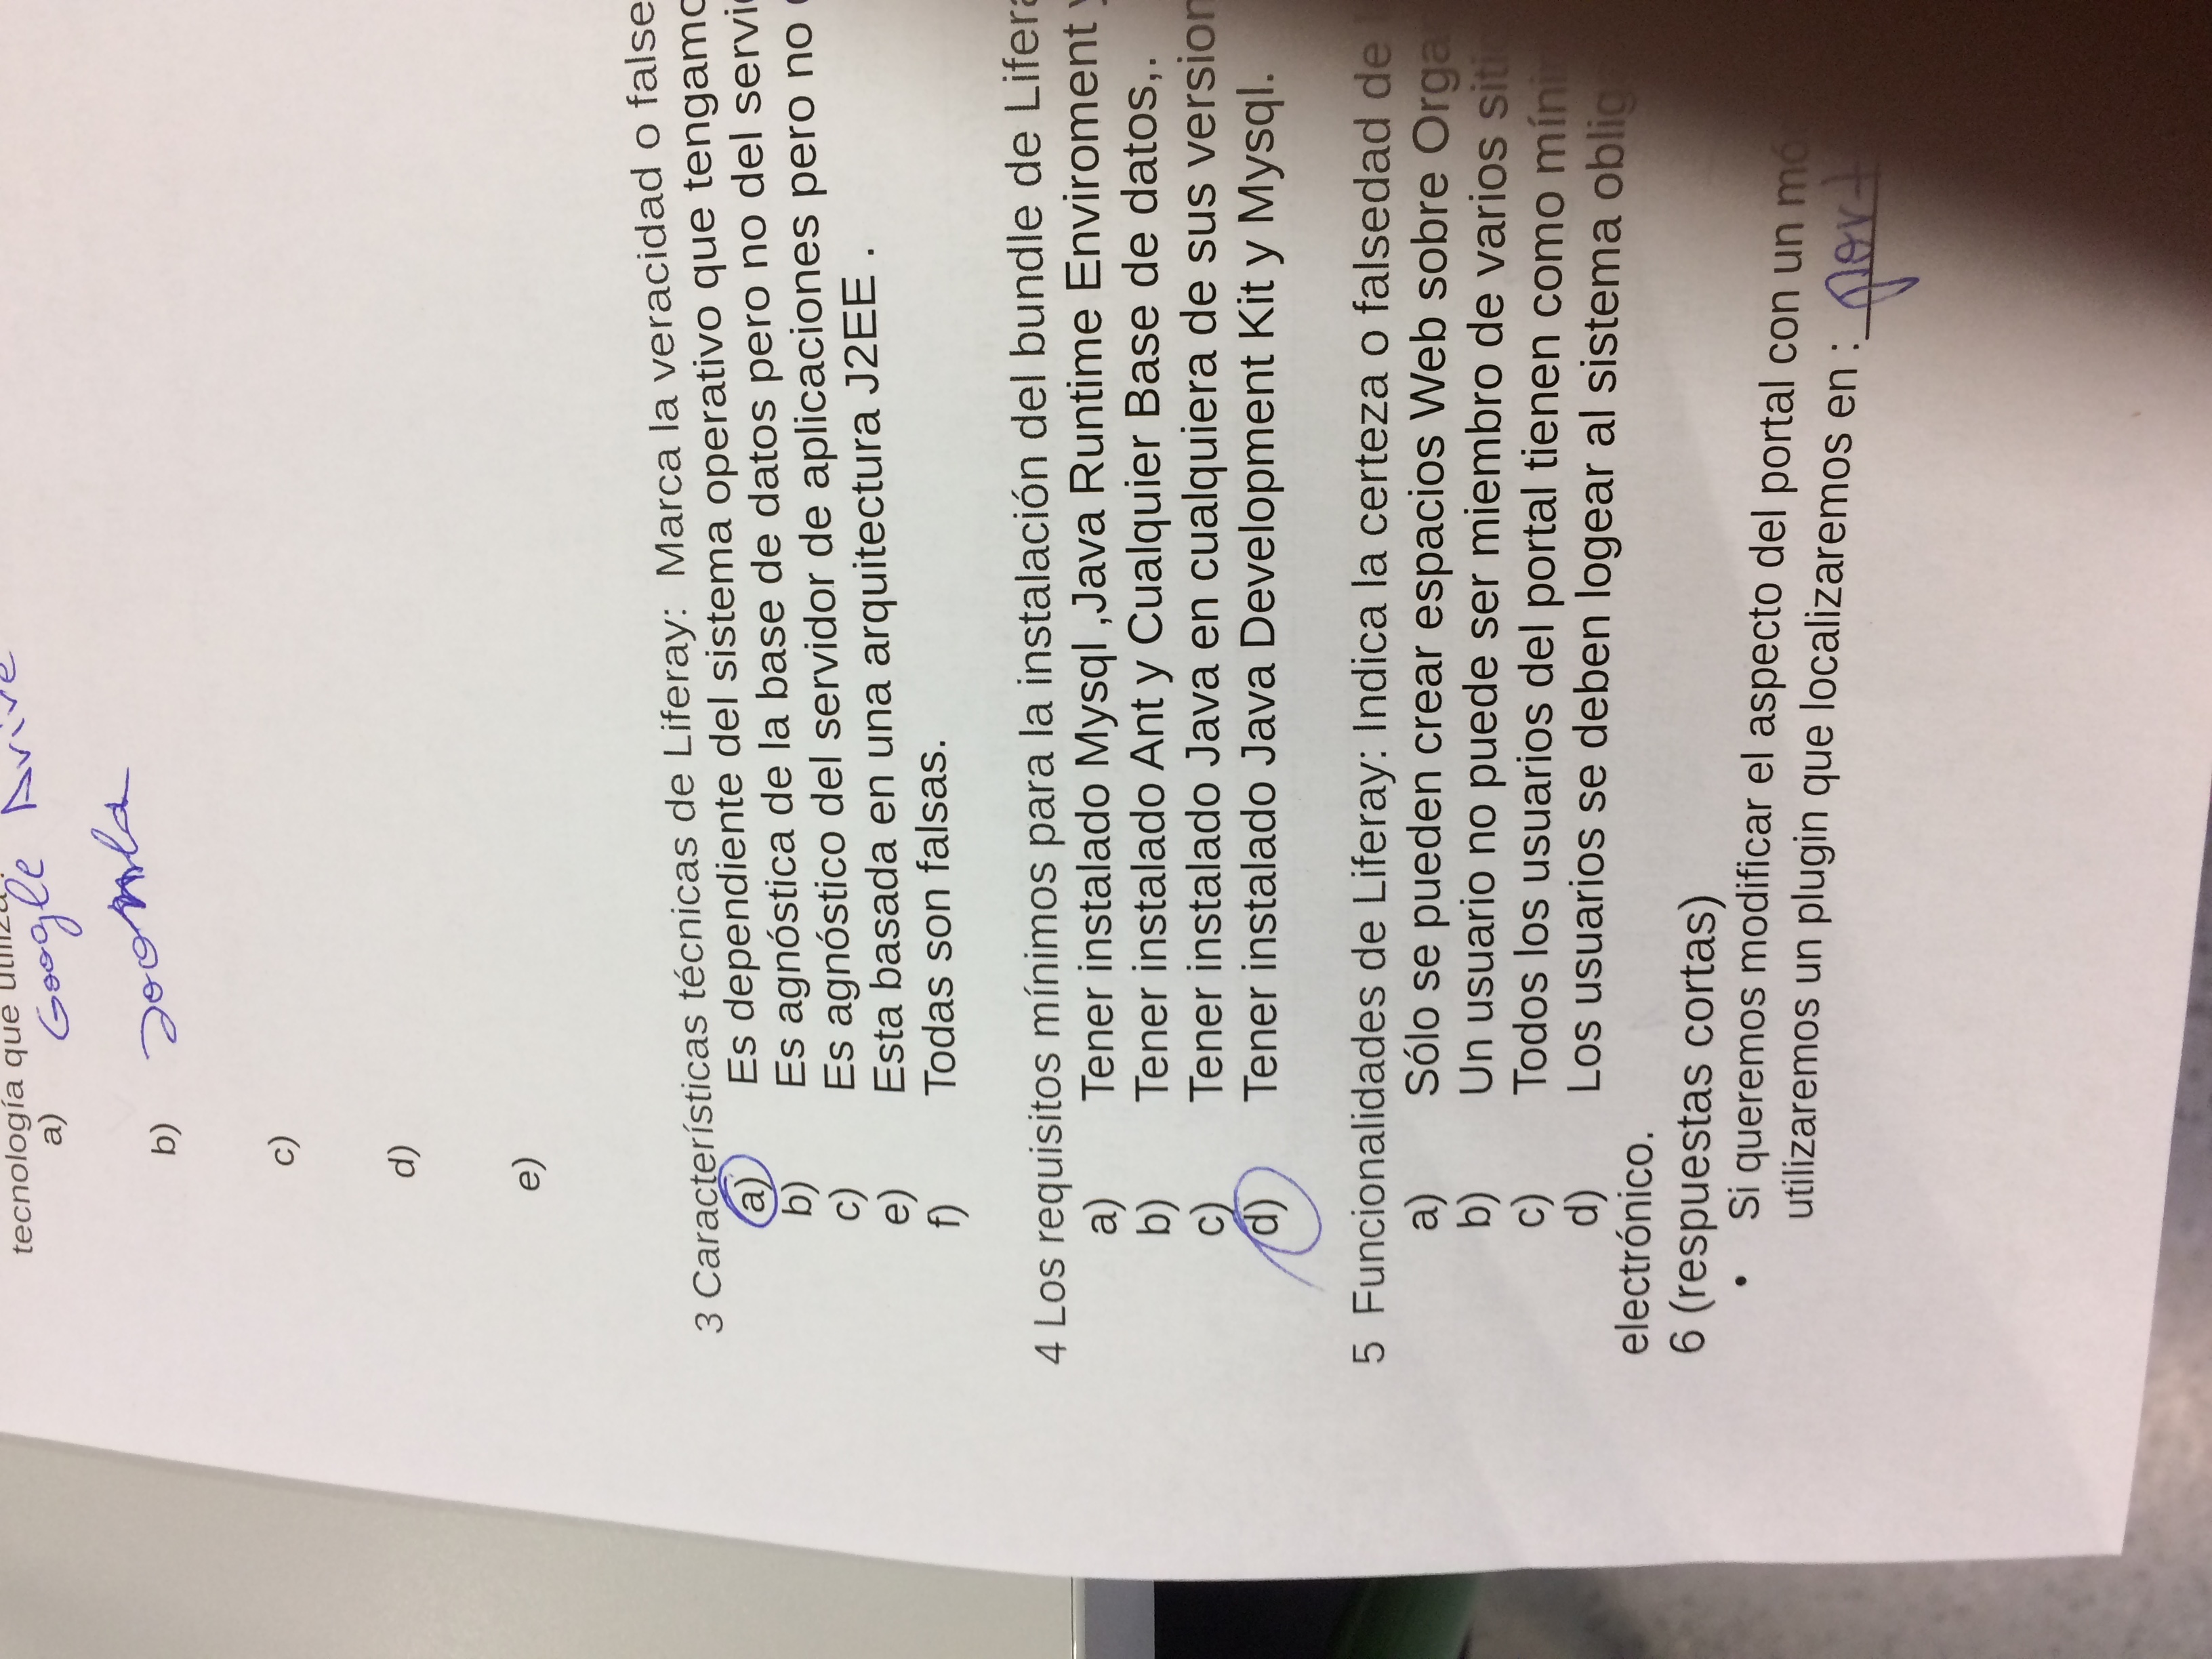 tecnología que utiliza.
a) Google Drive
b) Joomla
c)
d)
e)
3 Características técnicas de Liferay: Marca la veracidad o false
a) Es dependiente del sistema operativo que tengamo
b) Es agnóstica de la base de datos pero no del servi
c) Es agnóstico del servidor de aplicaciones pero no
e) Esta basada en una arquitectura J2EE .
f) Todas son falsas.
4 Los requisitos mínimos para la instalación del bundle de Lifera
a) Tener instalado Mysql ,Java Runtime Enviroment y
b) Tener instalado Ant y Cualquier Base de datos,.
c) Tener instalado Java en cualquiera de sus version
d) Tener instalado Java Development Kit y Mysql.
5 Funcionalidades de Liferay: Indica la certeza o falsedad de
a) Sólo se pueden crear espacios Web sobre Orga
b) Un usuario no puede ser miembro de varios siti
c) Todos los usuarios del portal tienen como míni
d) Los usuarios se deben logear al sistema oblig
electrónico.
6 (respuestas cortas)
• Si queremos modificar el aspecto del portal con un mó
utilizaremos un plugin que localizaremos en : port